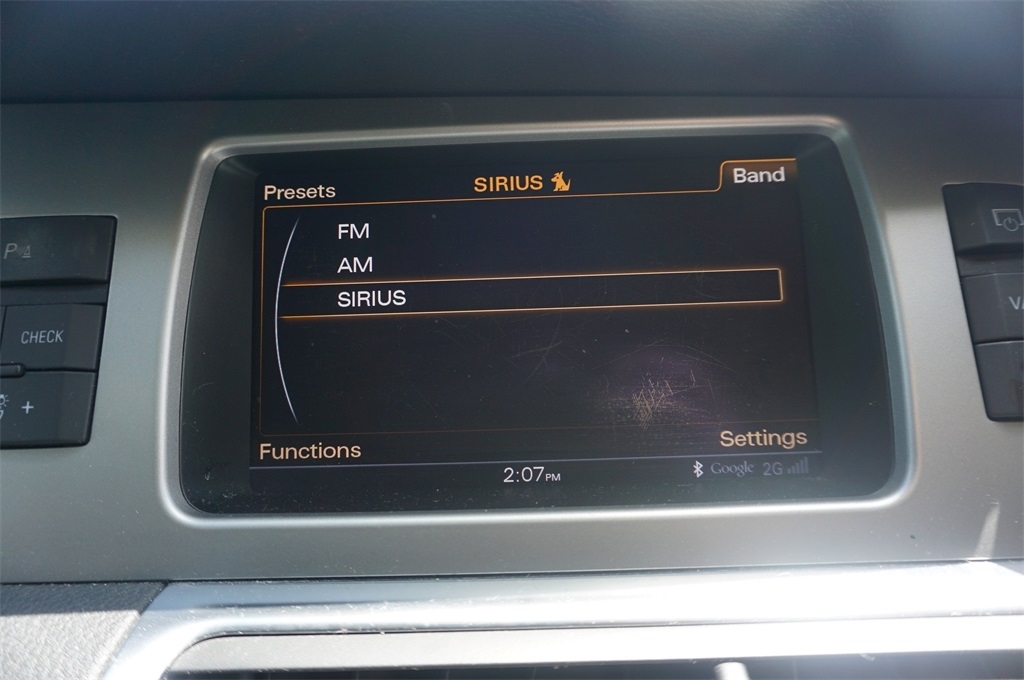 Presets
SIRIUS
Band
FM
AM
SIRIUS
Functions
Settings
2:07PM
Google 2G
P
CHECK
+